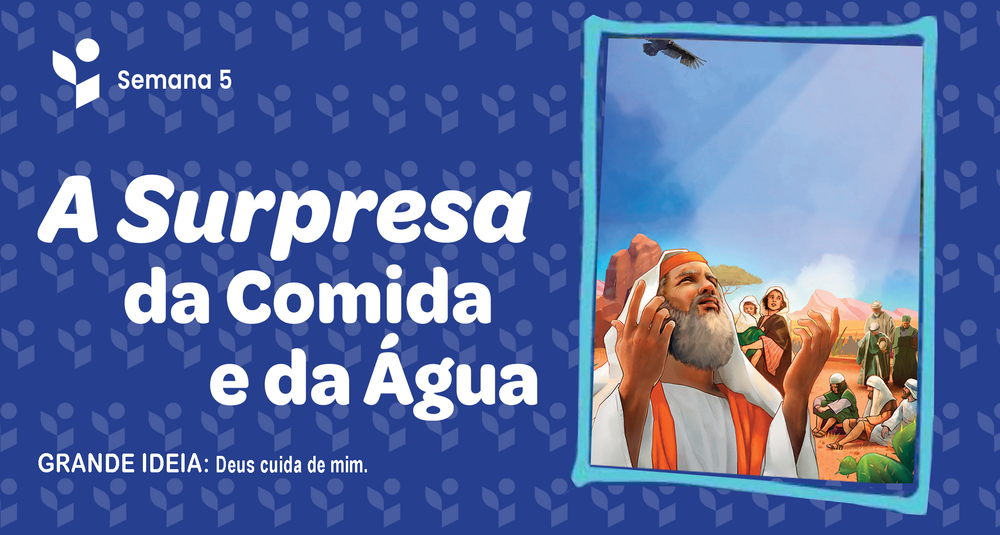 Semana 5
A Surpresa
da Comida
e da Água
GRANDE IDEIA: Deus cuida de mim.